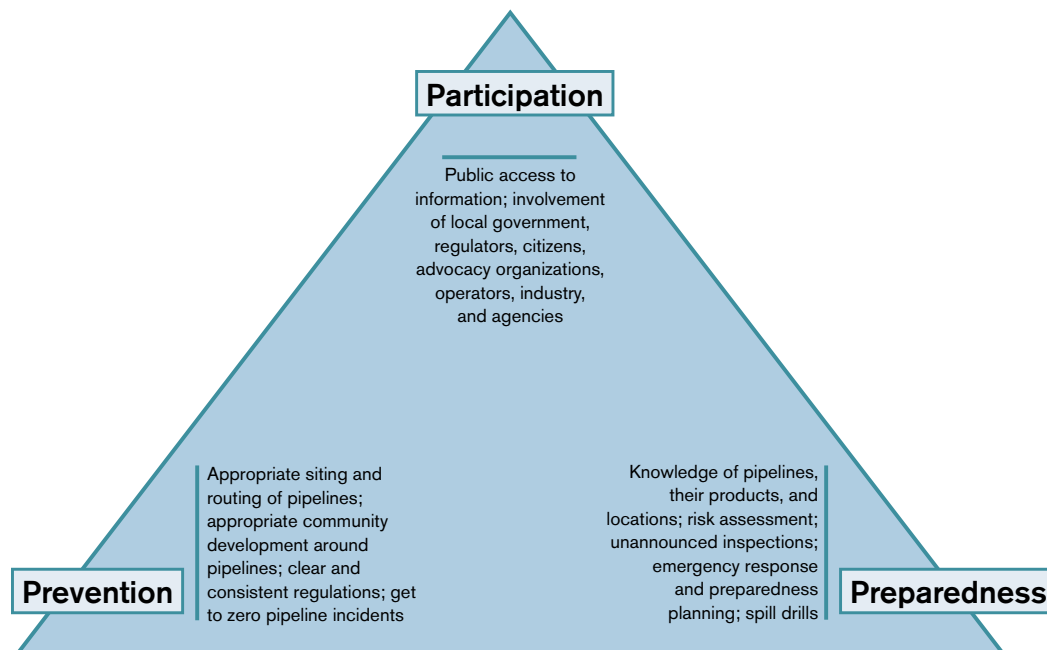 Participation
Public access to
information; involvement
of local government,
regulators, citizens,
advocacy organizations,
operators, industry,
and agencies
Appropriate siting and
routing of pipelines;
appropriate community
development around
pipelines; clear and
consistent regulations; get
to zero pipeline incidents
Prevention
Knowledge of pipelines,
their products, and
locations; risk assessment;
unannounced inspections;
emergency response
and preparedness
planning; spill drills
Preparedness